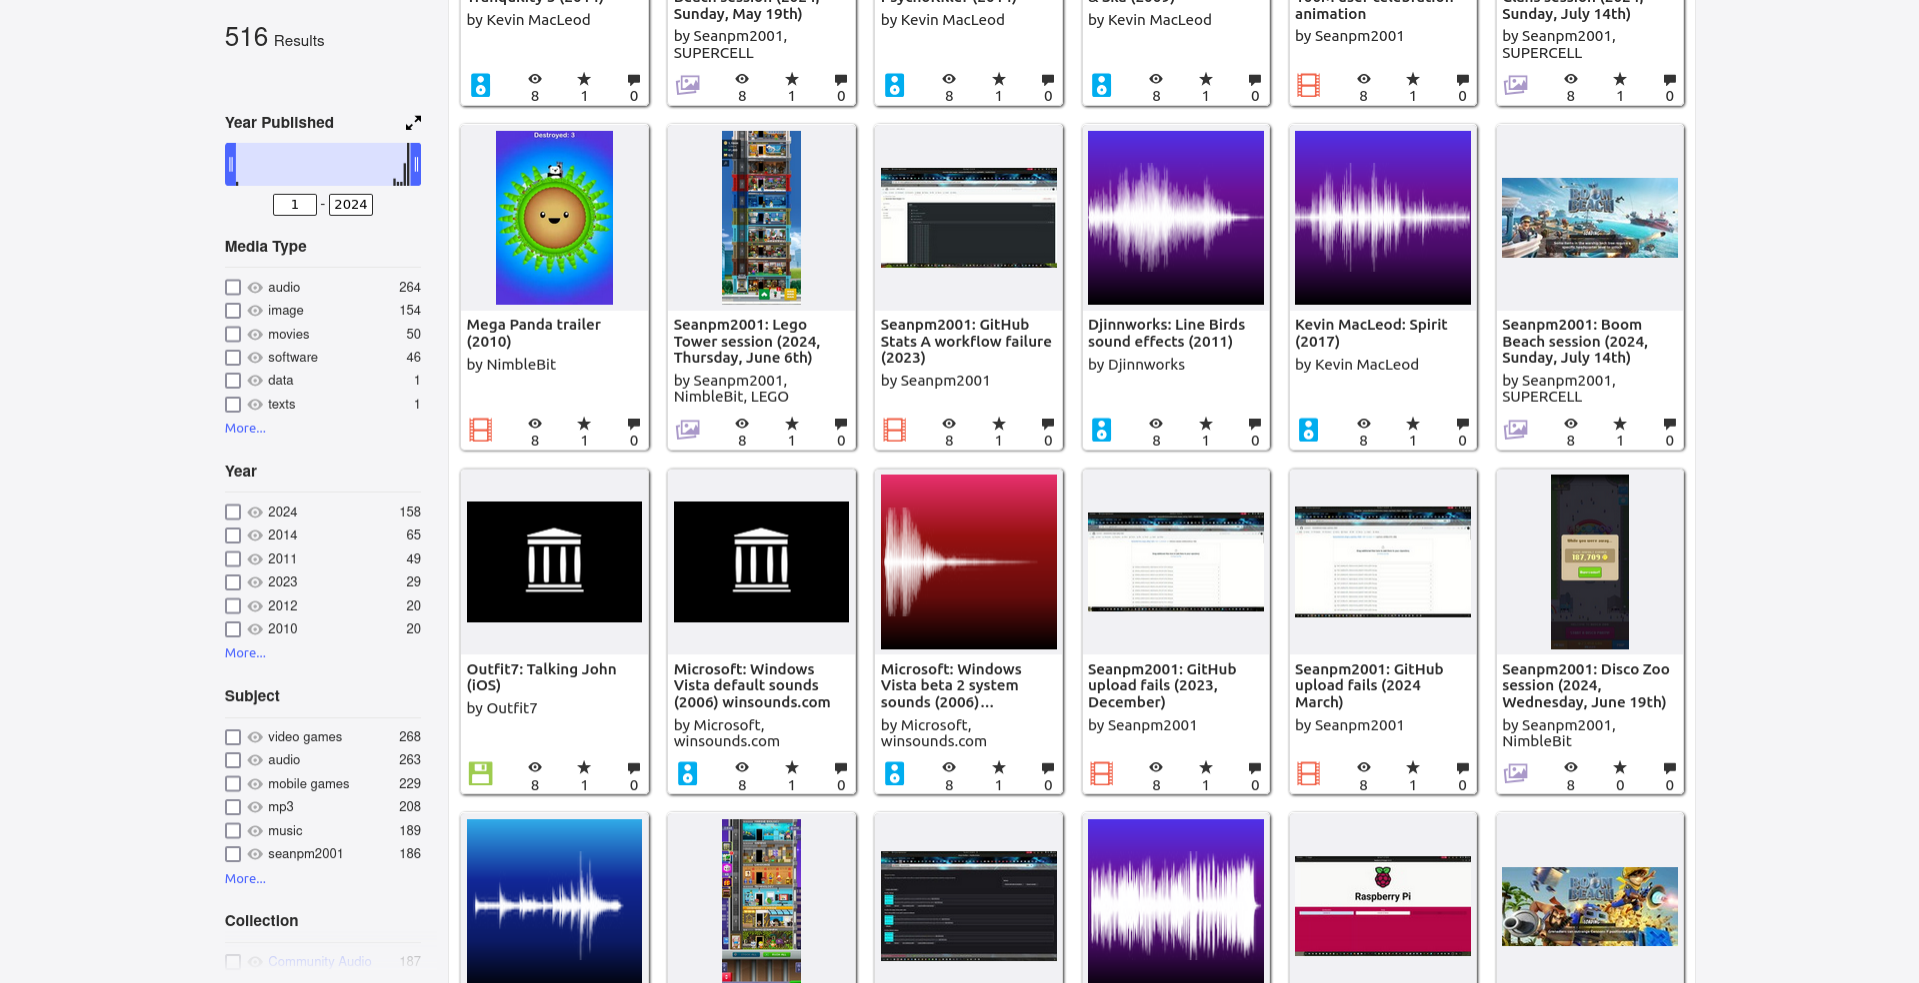 516 Results
Year Published
1 - 2024
Media Type
audio 264
image 154
movies 50
software 46
data 1
texts 1
More...
Year
2024 158
2014 65
2011 49
2023 29
2012 20
2010 20
More...
Subject
video games 268
audio 263
mobile games 229
mp3 208
music 189
seanpm2001 186
More...
Collection
Community Audio 187
by Kevin MacLeod
8 1 0
Sunday, May 19th)
by Seanpm2001,
SUPERCELL
8 1 0
by Kevin MacLeod
8 1 0
by Kevin MacLeod
8 1 0
animation
by Seanpm2001
8 1 0
Sunday, July 14th)
by Seanpm2001,
SUPERCELL
8 1 0
Destroyed: 3
Mega Panda trailer
(2010)
by NimbleBit
8 1 0
Seanpm2001: Lego
Tower session (2024,
Thursday, June 6th)
by Seanpm2001,
NimbleBit, LEGO
8 1 0
Seanpm2001: GitHub
Stats A workflow failure
(2023)
by Seanpm2001
8 1 0
Djinnworks: Line Birds
sound effects (2011)
by Djinnworks
8 1 0
Kevin MacLeod: Spirit
(2017)
by Kevin MacLeod
8 1 0
BOOM
BEACH
Seanpm2001: Boom
Beach session (2024,
Sunday, July 14th)
by Seanpm2001,
SUPERCELL
8 1 0
Outfit7: Talking John
(iOS)
by Outfit7
8 1 0
Microsoft: Windows
Vista default sounds
(2006) winsounds.com
by Microsoft,
winsounds.com
8 1 0
Microsoft: Windows
Vista beta 2 system
sounds (2006)...
by Microsoft,
winsounds.com
8 1 0
Seanpm2001: GitHub
upload fails (2023,
December)
by Seanpm2001
8 1 0
Seanpm2001: GitHub
upload fails (2024
March)
by Seanpm2001
8 1 0
While you were away...
187,709
Seanpm2001: Disco Zoo
session (2024,
Wednesday, June 19th)
by Seanpm2001,
NimbleBit
8 0 0
Raspberry Pi
BOOM
BEACH